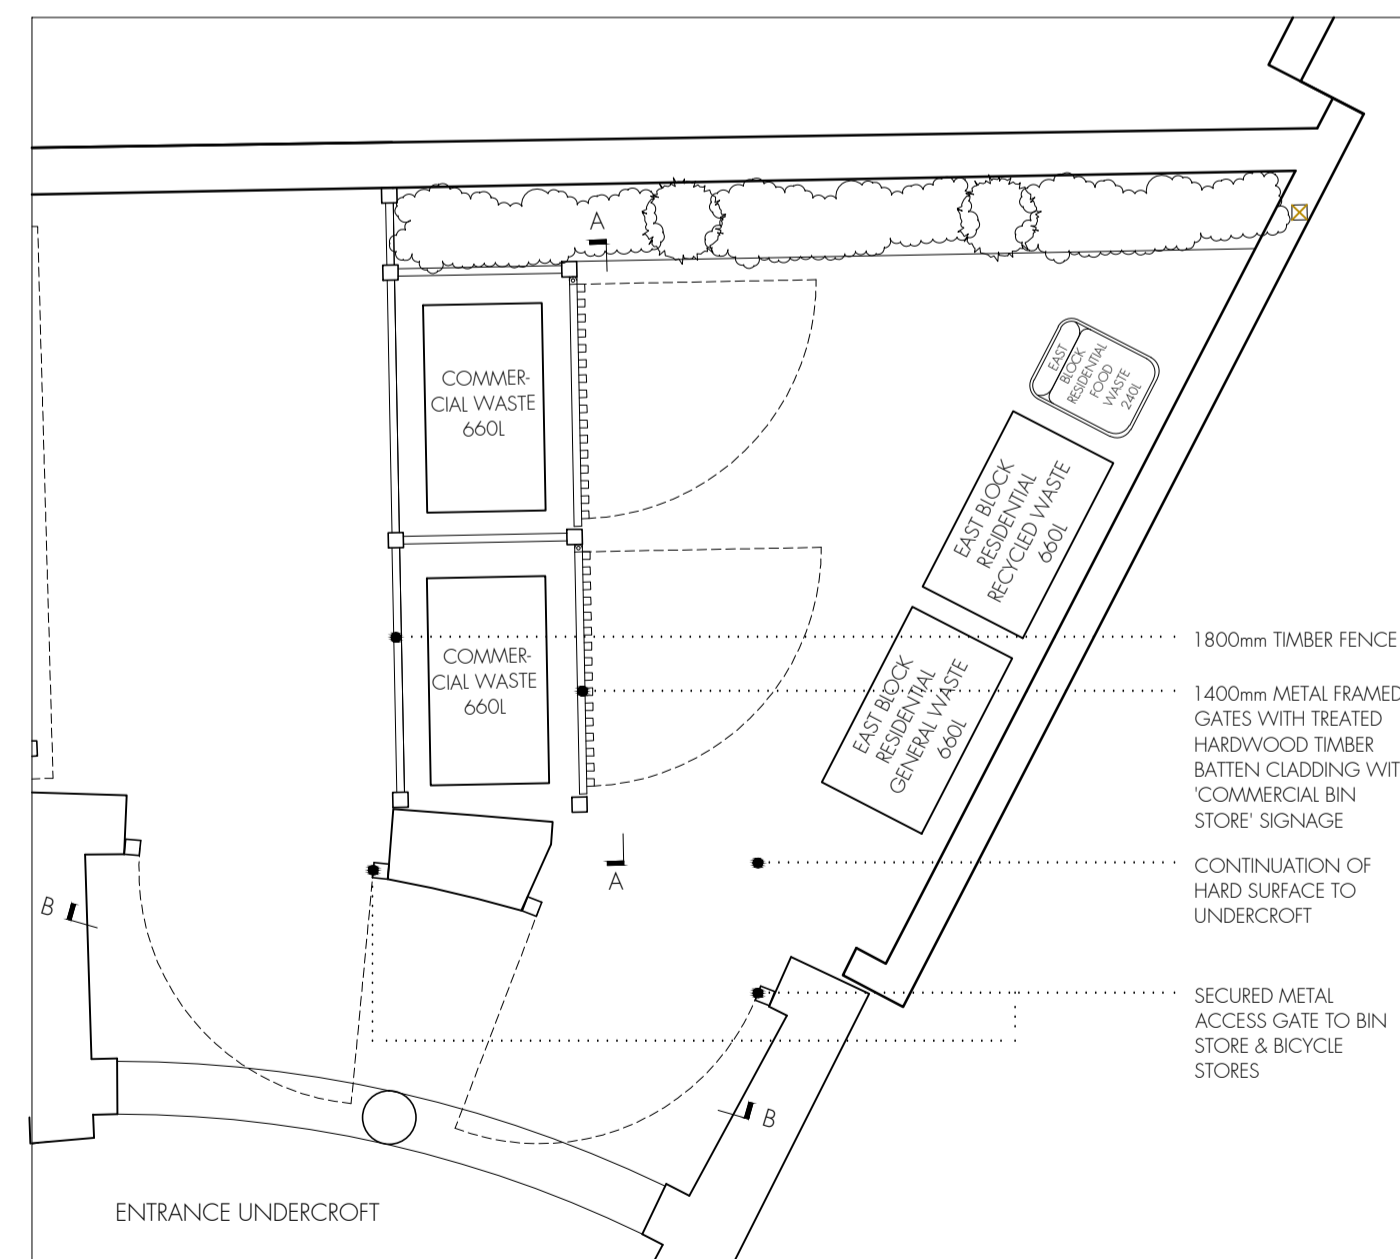 A
COMMER-
CIAL WASTE
660L
EAST
BLOCK
RESIDENTIAL
FOOD
WASTE
240L
EAST BLOCK
RESIDENTIAL
RECYCLED WASTE
660L
COMMER-
CIAL WASTE
660L
EAST BLOCK
RESIDENTIAL
GENERAL WASTE
660L
1800mm TIMBER FENCE
1400mm METAL FRAMED
GATES WITH TREATED
HARDWOOD TIMBER
BATTEN CLADDING WIT
'COMMERCIAL BIN
STORE' SIGNAGE
A
CONTINUATION OF
HARD SURFACE TO
UNDERCROFT
B
SECURED METAL
ACCESS GATE TO BIN
STORE & BICYCLE
STORES
B
ENTRANCE UNDERCROFT